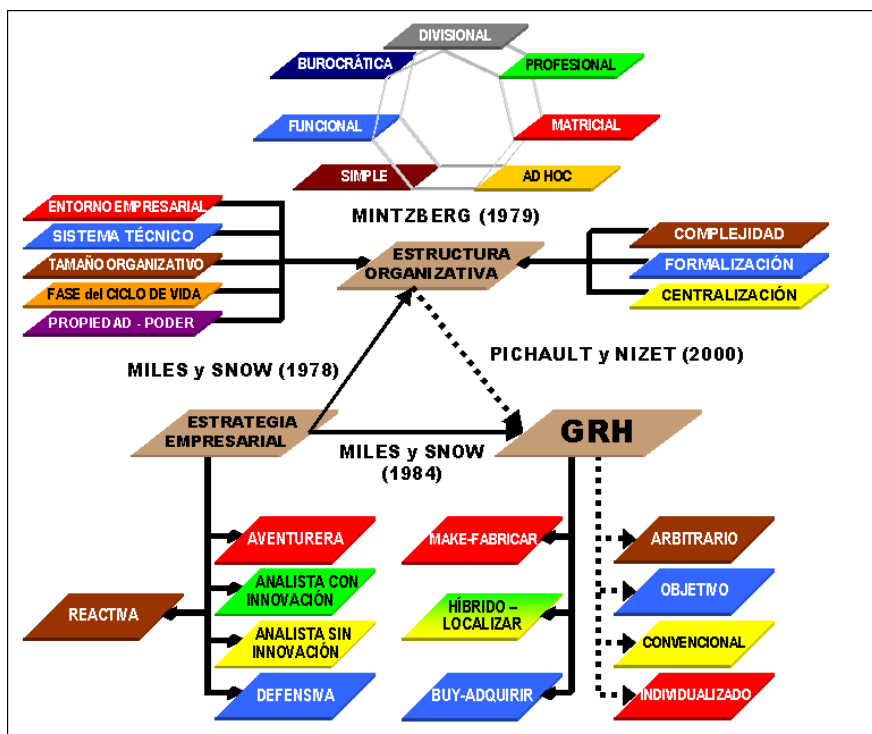 DIVISIONAL
BUROCRÁTICA
PROFESIONAL
FUNCIONAL
MATRICIAL
SIMPLE
AD HOC
MINTZBERG (1979)
ENTORNO EMPRESARIAL
SISTEMA TÉCNICO
TAMAÑO ORGANIZATIVO
FASE del CICLO DE VIDA
PROPIEDAD - PODER
ESTRUCTURA
ORGANIZATIVA
COMPLEJIDAD
FORMALIZACIÓN
CENTRALIZACIÓN
MILES y SNOW (1978)
PICHAULT y NIZET (2000)
ESTRATEGIA
EMPRESARIAL
MILES y SNOW
(1984)
GRH
REACTIVA
AVENTURERA
ANALISTA CON
INNOVACIÓN
ANALISTA SIN
INNOVACIÓN
DEFENSIVA
MAKE-FABRICAR
HÍBRIDO –
LOCALIZAR
BUY-ADQUIRIR
ARBITRARIO
OBJETIVO
CONVENCIONAL
INDIVIDUALIZADO